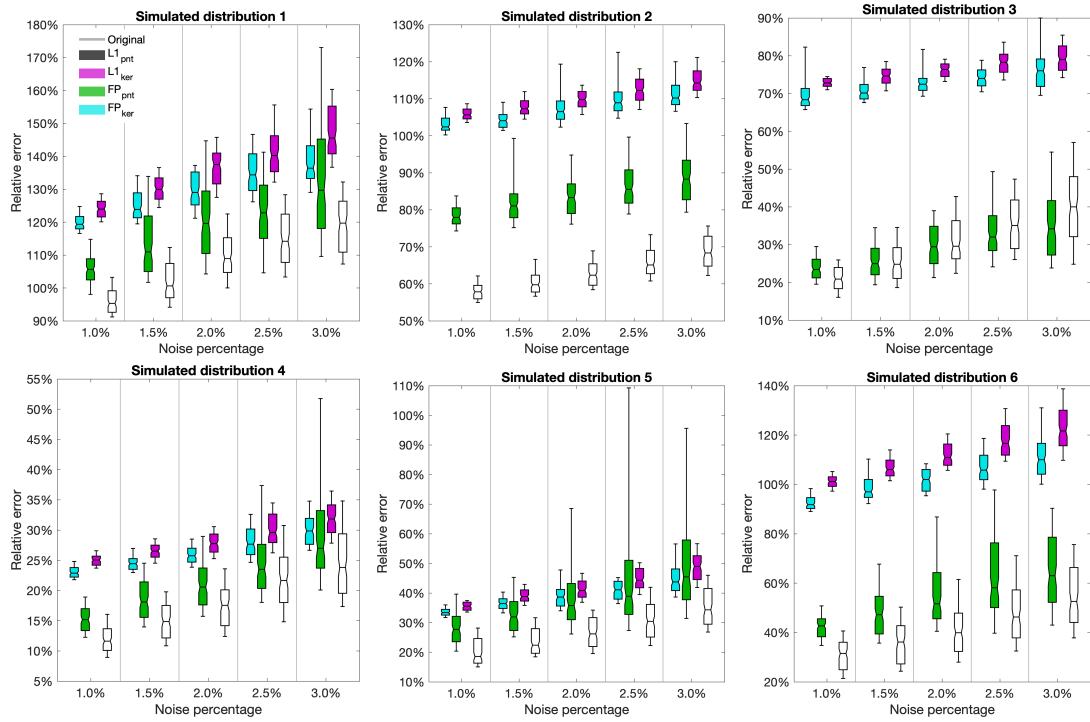 Simulated distribution 1
180%
170%
160%
150%
140%
130%
120%
110%
100%
90%
Relative error
Original
L1pnt
L1ker
FPpnt
FPker
1.0% 1.5% 2.0% 2.5% 3.0%
Noise percentage
Simulated distribution 2
130%
120%
110%
100%
90%
80%
70%
60%
50%
Relative error
1.0% 1.5% 2.0% 2.5% 3.0%
Noise percentage
Simulated distribution 3
90%
80%
70%
60%
50%
40%
30%
20%
10%
Relative error
1.0% 1.5% 2.0% 2.5% 3.0%
Noise percentage
Simulated distribution 4
55%
50%
45%
40%
35%
30%
25%
20%
15%
10%
5%
Relative error
1.0% 1.5% 2.0% 2.5% 3.0%
Noise percentage
Simulated distribution 5
110%
100%
90%
80%
70%
60%
50%
40%
30%
20%
10%
Relative error
1.0% 1.5% 2.0% 2.5% 3.0%
Noise percentage
Simulated distribution 6
140%
120%
100%
80%
60%
40%
20%
Relative error
1.0% 1.5% 2.0% 2.5% 3.0%
Noise percentage